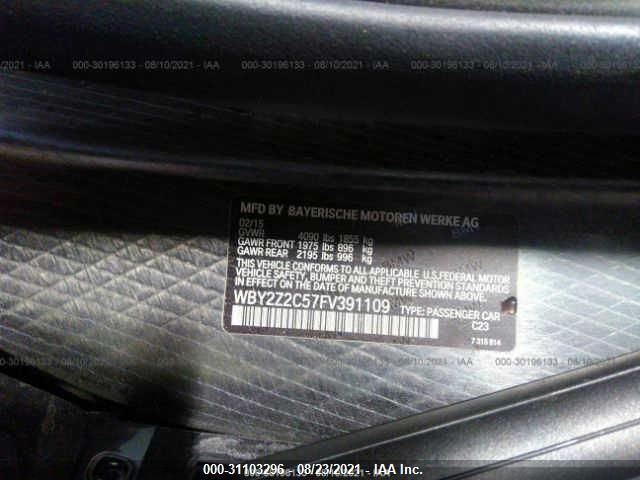 000-30196133 - 08/10/2021 - IAA
MFD BY BAYERISCHE MOTOREN WERKE AG
02/15
GVWR 4090 lbs 1855 kg
GAWR FRONT 1975 lbs 896 kg
GAWR REAR 2195 lbs 996 kg
THIS VEHICLE CONFORMS TO ALL APPLICABLE U.S. FEDERAL MOTOR
VEHICLE SAFETY, BUMPER AND THEFT PREVENTION STANDARDS
IN EFFECT ON THE DATE OF MANUFACTURE SHOWN ABOVE.
WBY2Z2C57FV391109
TYPE: PASSENGER CAR
C23
7 315 914
000-31103296 - 08/23/2021 - IAA Inc.